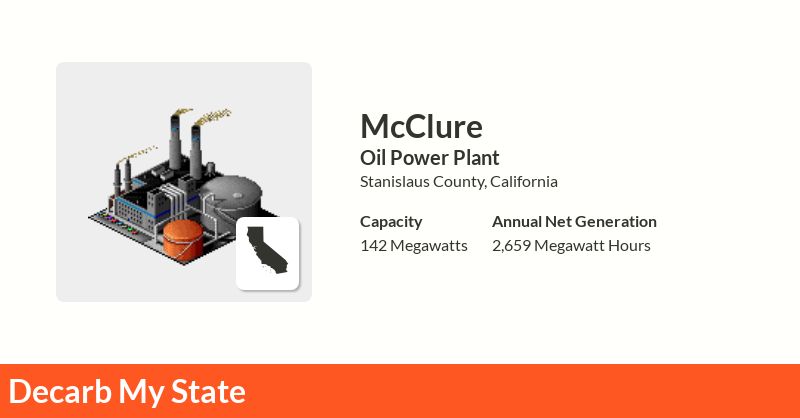 McClure
Oil Power Plant
Stanislaus County, California
Capacity
Annual Net Generation
142 Megawatts
2,659 Megawatt Hours
Decarb My State